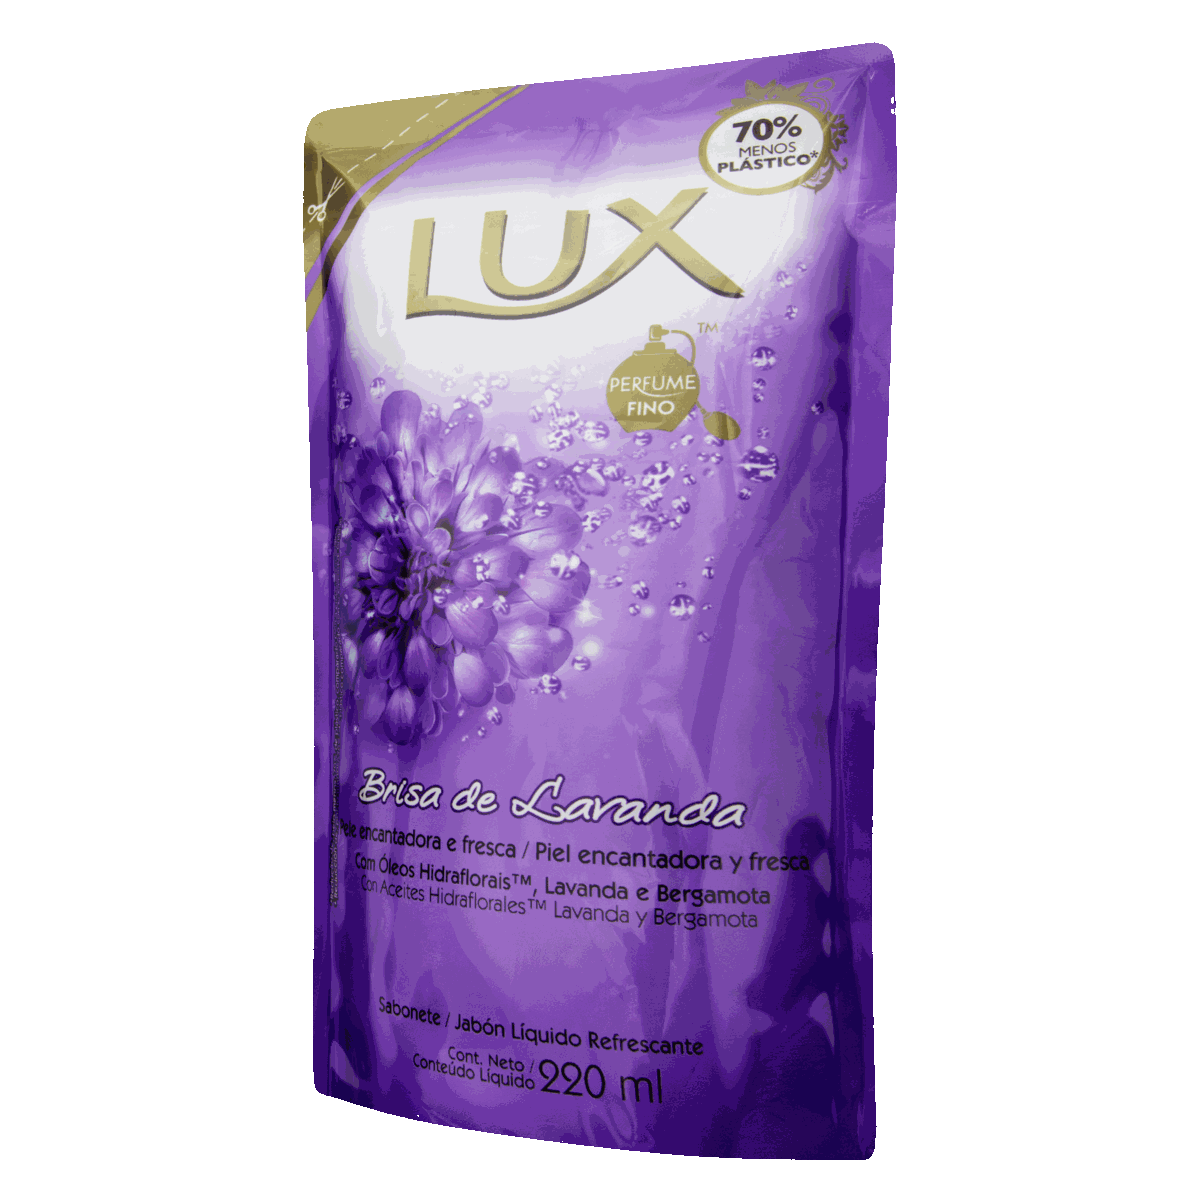 70%
MENOS
PLÁSTICO*
LUX
TM
PERFUME
FINO
Brisa de Lavanda
Pele encantadora e fresca / Piel encantadora y fresca
Com Óleos Hidraflorais™, Lavanda e Bergamota
Con Aceites Hidraflorales™ Lavanda y Bergamota
Sabonete / Jabón Líquido Refrescante
Cont. Neto /
Conteúdo Líquido 220 ml